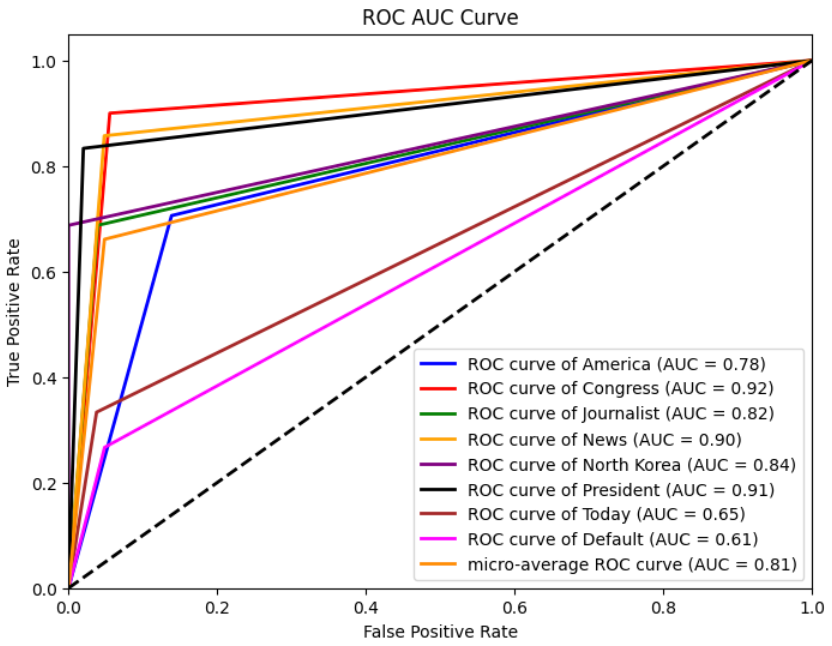 ROC AUC Curve
True Positive Rate
1.0
0.8
0.6
0.4
0.2
0.0
ROC curve of America (AUC = 0.78)
ROC curve of Congress (AUC = 0.92)
ROC curve of Journalist (AUC = 0.82)
ROC curve of News (AUC = 0.90)
ROC curve of North Korea (AUC = 0.84)
ROC curve of President (AUC = 0.91)
ROC curve of Today (AUC = 0.65)
ROC curve of Default (AUC = 0.61)
micro-average ROC curve (AUC = 0.81)
0.0 0.2 0.4 0.6 0.8 1.0
False Positive Rate